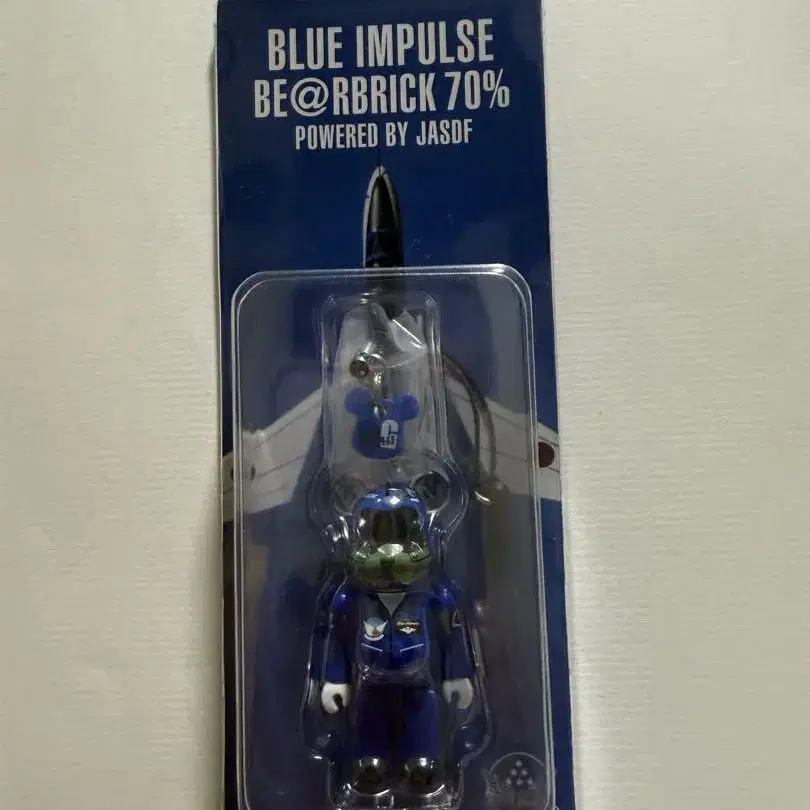 BLUE IMPULSE
BE@RBRICK 70%
POWERED BY JASDF